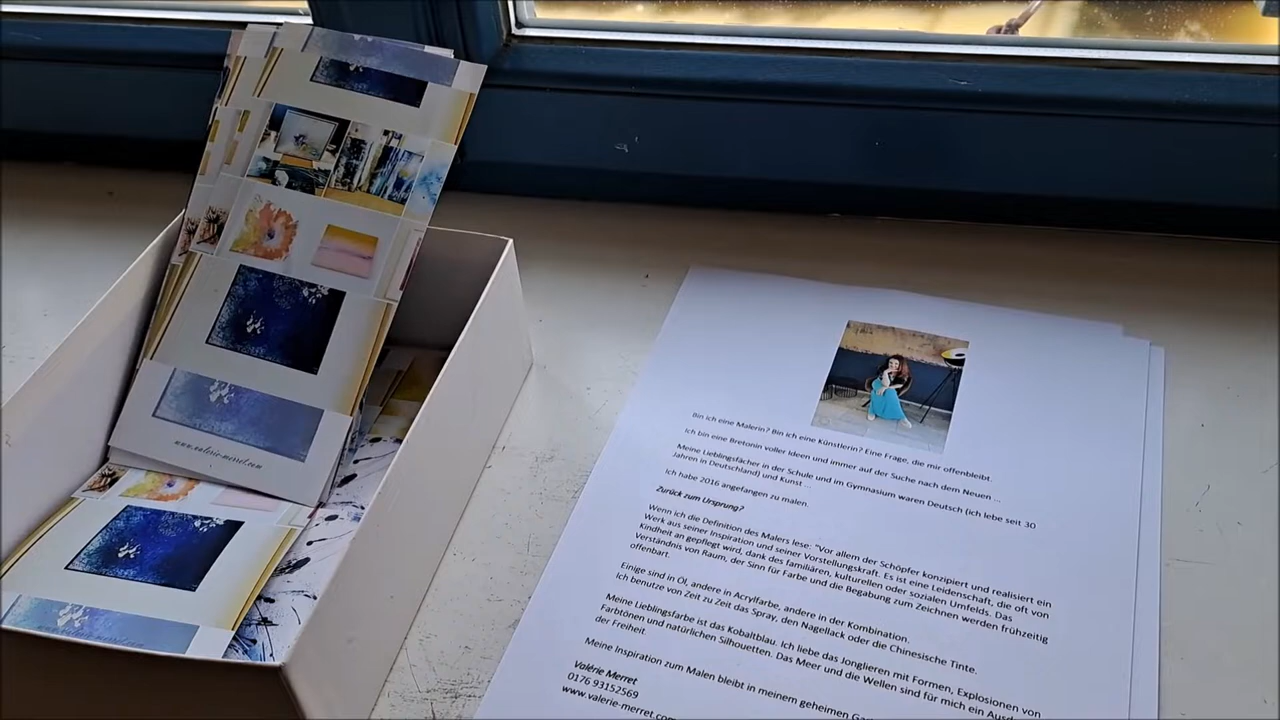 www.valerie-merret.com
Bin ich eine Malerin? Bin ich eine Künstlerin? Eine Frage, die mir offenbleibt.
Ich bin eine Bretonin voller Ideen und immer auf der Suche nach dem Neuen ...
Meine Lieblingsfächer in der Schule und im Gymnasium waren Deutsch (ich lebe seit 30
Jahren in Deutschland) und Kunst ...
Ich habe 2016 angefangen zu malen.
Zurück zum Ursprung?
Wenn ich die Definition des Malers lese: "Vor allem der Schöpfer konzipiert und realisiert ein
Werk aus seiner Inspiration und seiner Vorstellungskraft. Es ist eine Leidenschaft, die oft von
Kindheit an gepflegt wird, dank des familiären, kulturellen oder sozialen Umfelds. Das
Verständnis von Raum, der Sinn für Farbe und die Begabung zum Zeichnen werden frühzeitig
offenbart.
Einige sind in Öl, andere in Acrylfarbe, andere in der Kombination.
Ich benutze von Zeit zu Zeit das Spray, den Nagellack oder die Chinesische Tinte.
Meine Lieblingsfarbe ist das Kobaltblau. Ich liebe das Jonglieren mit Formen, Explosionen von
Farbtönen und natürlichen Silhouetten. Das Meer und die Wellen sind für mich ein
der Freiheit.
Meine Inspiration zum Malen bleibt in meinem geheimen
Valérie Merret
0176 93152569
www.valerie-merret.com